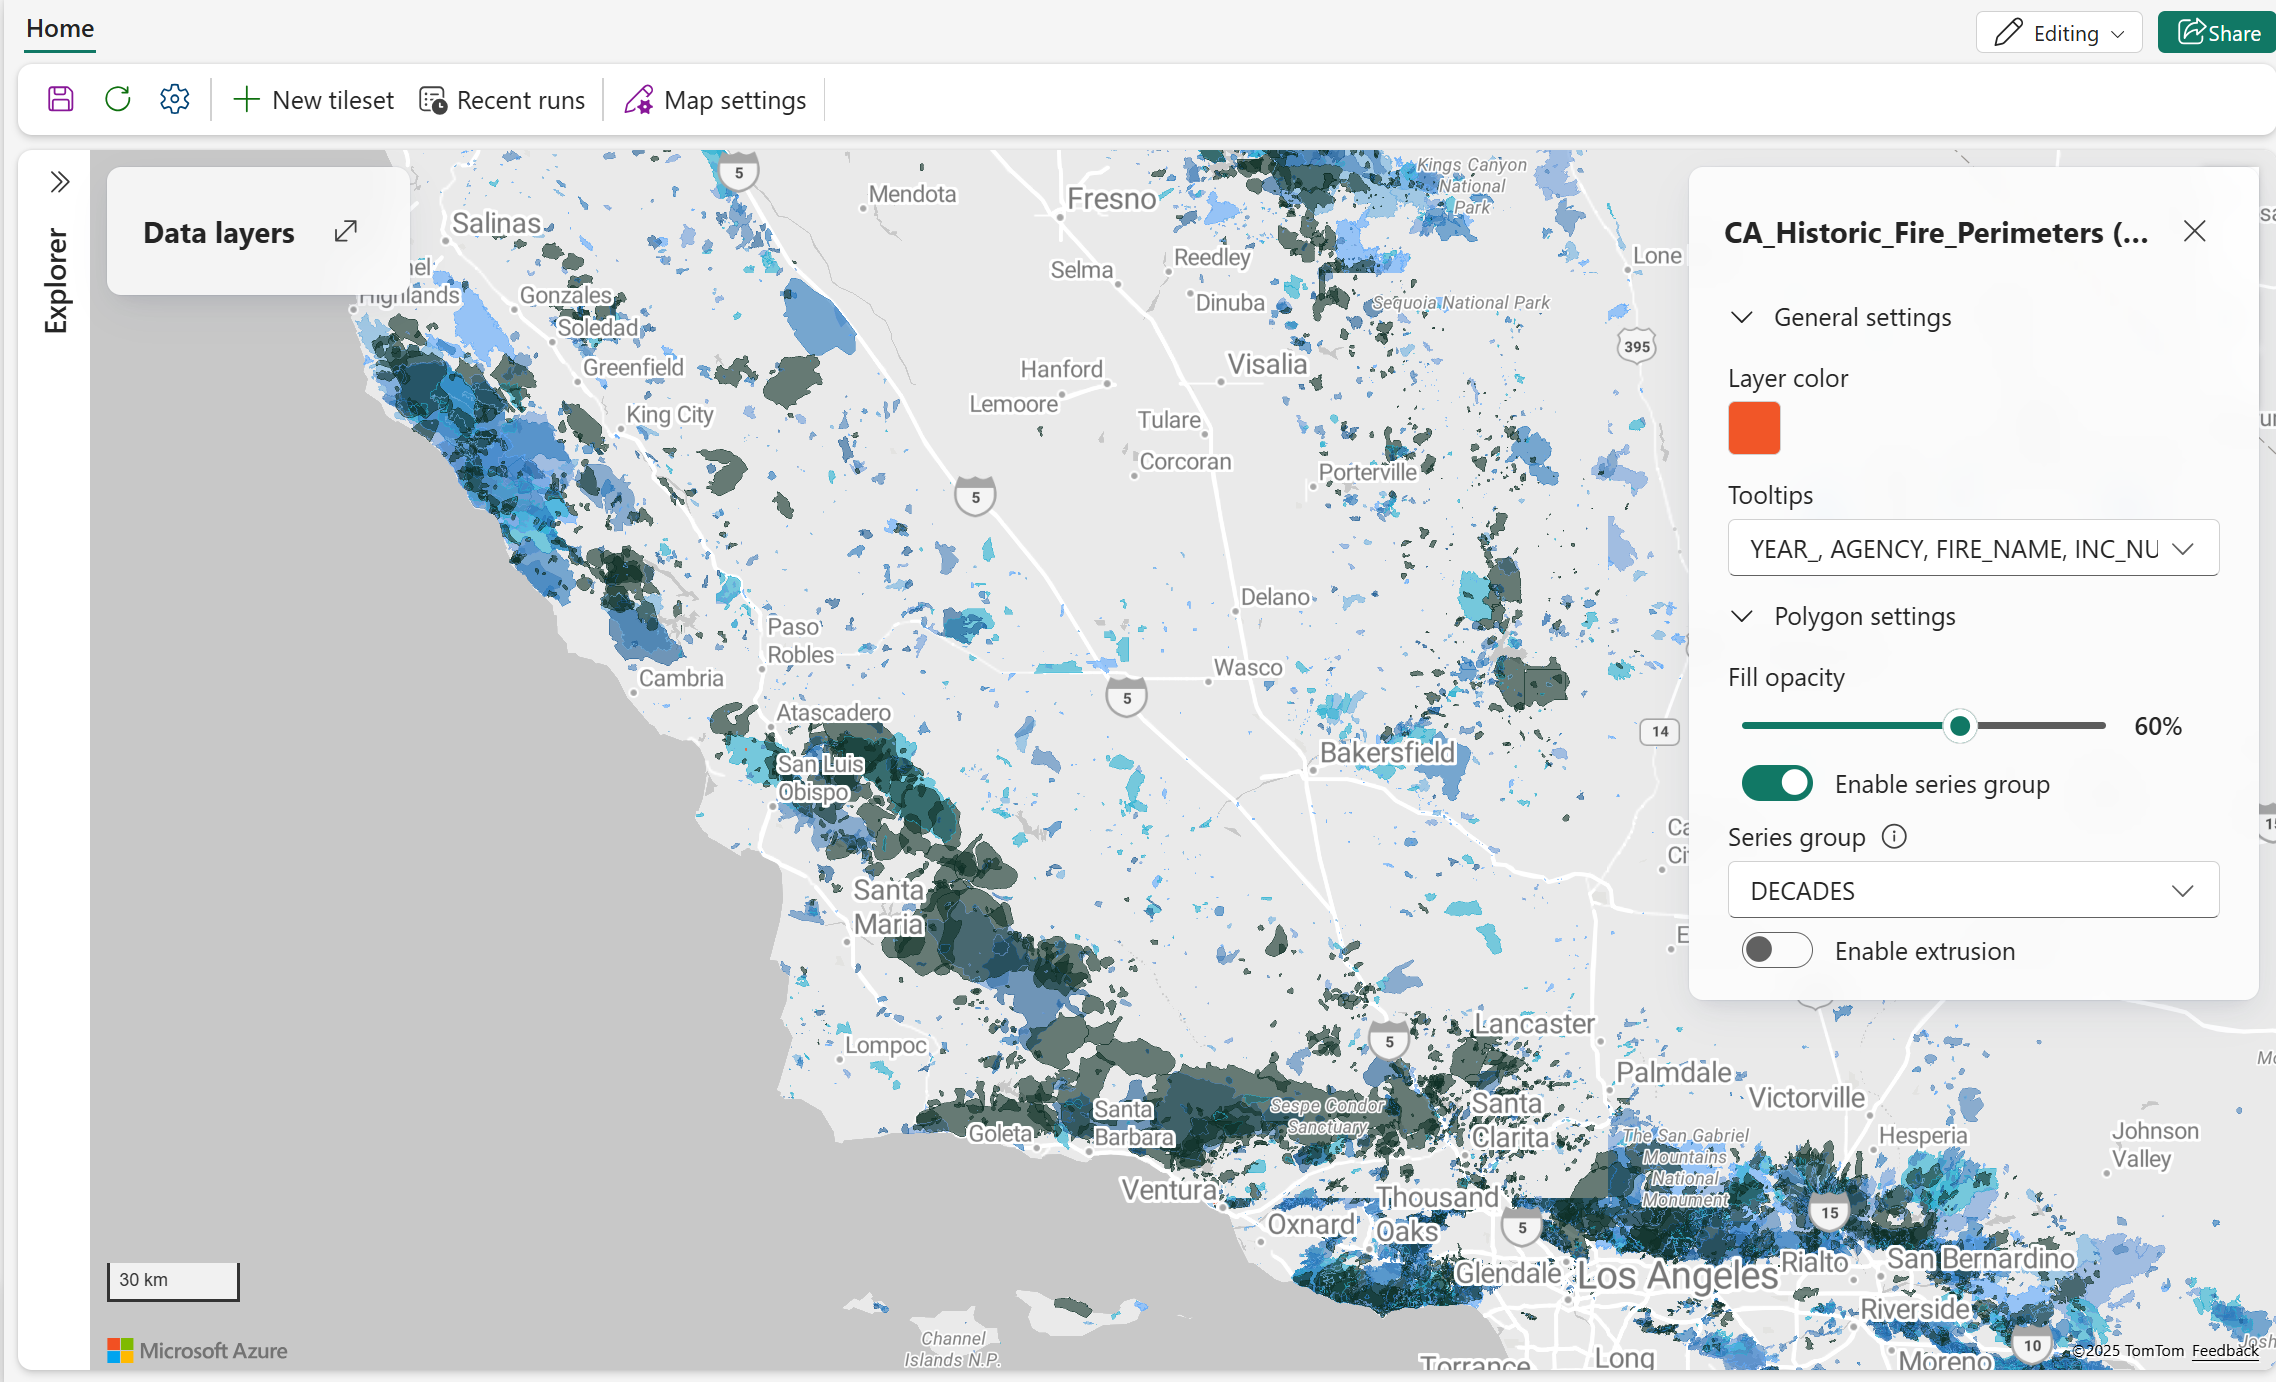 Home
Editing
Share
New tileset
Recent runs
Map settings
Explorer
Data layers
CA_Historic_Fire_Perimeters (...
General settings
Layer color
Tooltips
YEAR_, AGENCY, FIRE_NAME, INC_NU
Polygon settings
Fill opacity
60%
Enable series group
Series group
DECADES
Enable extrusion
5
Mendota
Fresno
Kings Canyon
National
Park
Salinas
Highlands
Gonzales
Soledad
Greenfield
King City
Selma
Reedley
Dinuba
Sequoia National Park
Lone
395
Hanford
Lemoore
Visalia
Tulare
Corcoran
5
Porterville
Delano
Paso
Robles
Wasco
Cambria
5
Atascadero
San Luis
Obispo
Bakersfield
14
Santa
Maria
Lompoc
5
Lancaster
Palmdale
Victorville
Hesperia
Johnson
Valley
Goleta
Santa
Barbara
Sespe Condor
Sanctuary
Santa
Clarita
The San Gabriel
Mountains
National
Monument
Ventura
Oxnard
Thousand
Oaks
5
15
Glendale
Los Angeles
Rialto
San Bernardino
Riverside
10
Channel
Islands N.P.
Torrance
Long
Moreno
30 km
Microsoft Azure
©2025 TomTom Feedback